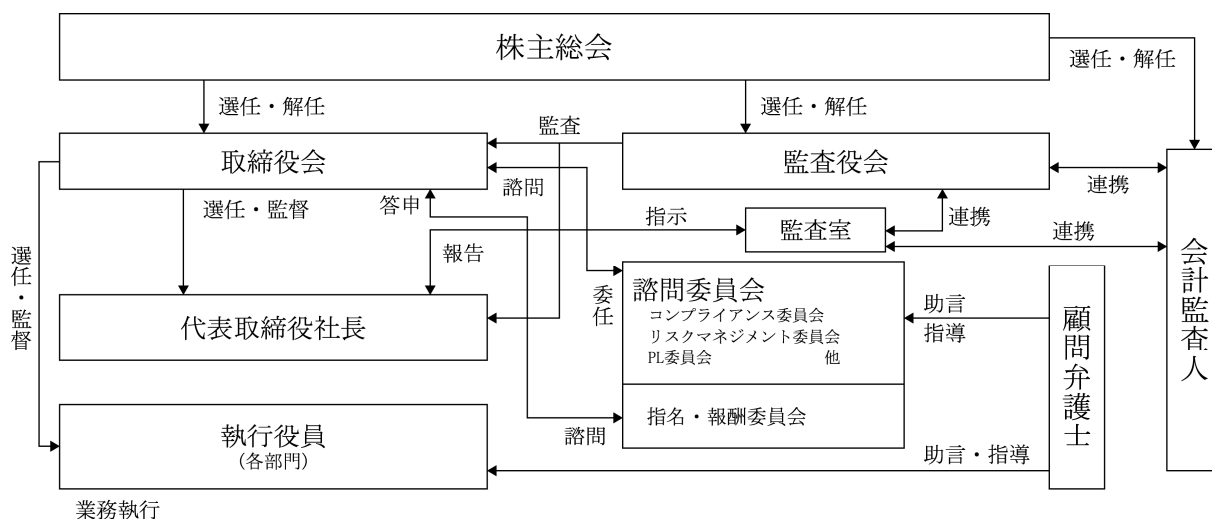 株主総会
選任・解任
選任・解任
選任・解任
監査
取締役会
監査役会
諮問
連携
選任・監督
答申
指示
監査室
連携
連携
報告
選任・監督
会計監査人
代表取締役社長
委任
諮問委員会
コンプライアンス委員会
リスクマネジメント委員会
PL委員会 他
助言
指導
顧問弁護士
執行役員
(各部門)
指名・報酬委員会
諮問
助言・指導
業務執行